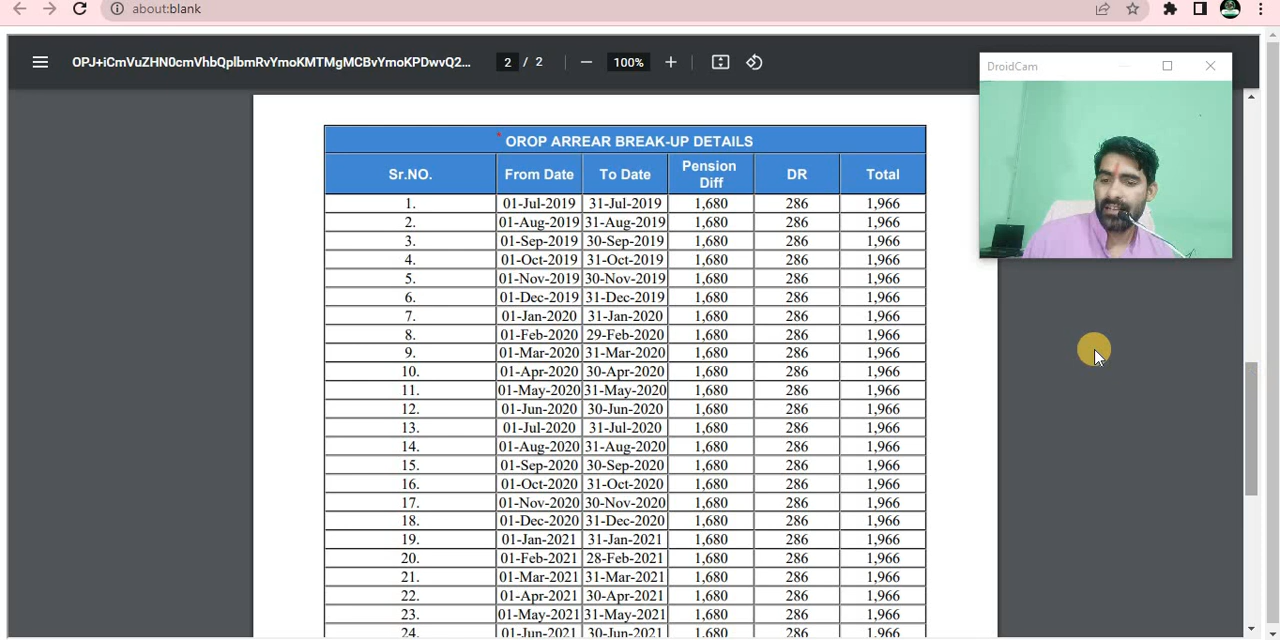 about:blank
OPJ+iCmVuZHN0cmVhbQplbmRvYmoKMTMgMCBvYmoKPDwvQ2...
2 / 2
100%
DroidCam
OROP ARREAR BREAK-UP DETAILS
Sr.NO. From Date To Date Pension Diff DR Total
1. 01-Jul-2019 31-Jul-2019 1,680 286 1,966
2. 01-Aug-2019 31-Aug-2019 1,680 286 1,966
3. 01-Sep-2019 30-Sep-2019 1,680 286 1,966
4. 01-Oct-2019 31-Oct-2019 1,680 286 1,966
5. 01-Nov-2019 30-Nov-2019 1,680 286 1,966
6. 01-Dec-2019 31-Dec-2019 1,680 286 1,966
7. 01-Jan-2020 31-Jan-2020 1,680 286 1,966
8. 01-Feb-2020 29-Feb-2020 1,680 286 1,966
9. 01-Mar-2020 31-Mar-2020 1,680 286 1,966
10. 01-Apr-2020 30-Apr-2020 1,680 286 1,966
11. 01-May-2020 31-May-2020 1,680 286 1,966
12. 01-Jun-2020 30-Jun-2020 1,680 286 1,966
13. 01-Jul-2020 31-Jul-2020 1,680 286 1,966
14. 01-Aug-2020 31-Aug-2020 1,680 286 1,966
15. 01-Sep-2020 30-Sep-2020 1,680 286 1,966
16. 01-Oct-2020 31-Oct-2020 1,680 286 1,966
17. 01-Nov-2020 30-Nov-2020 1,680 286 1,966
18. 01-Dec-2020 31-Dec-2020 1,680 286 1,966
19. 01-Jan-2021 31-Jan-2021 1,680 286 1,966
20. 01-Feb-2021 28-Feb-2021 1,680 286 1,966
21. 01-Mar-2021 31-Mar-2021 1,680 286 1,966
22. 01-Apr-2021 30-Apr-2021 1,680 286 1,966
23. 01-May-2021 31-May-2021 1,680 286 1,966
24. 01-Jun-2021 30-Jun-2021 1,680 286 1,966